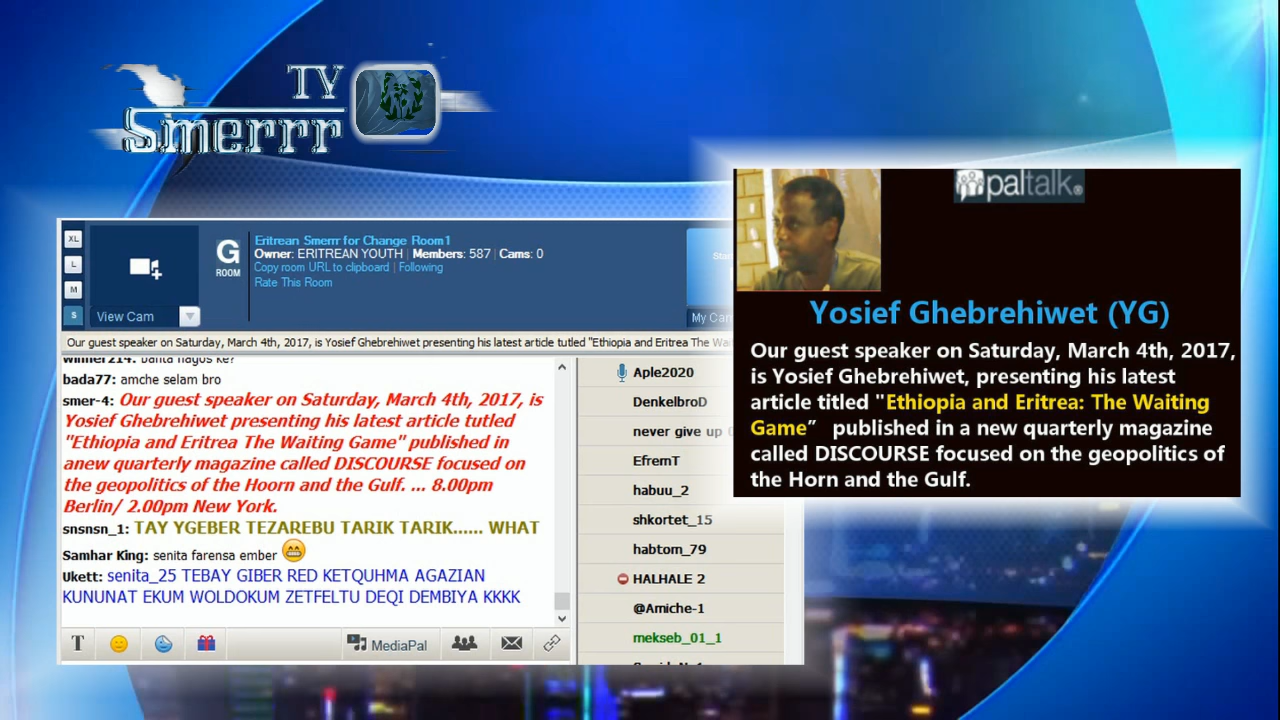 TV
Smerrr
XL
L
M
S
View Cam
G
ROOM
Eritrean Smerrr for Change Room1
Owner: ERITREAN YOUTH | Members: 587 | Cams: 0
Copy room URL to clipboard | Following
Rate This Room
My
Our guest speaker on Saturday, March 4th, 2017, is Yosief Ghebrehiwet presenting his latest article tutled "Ethiopia and Eritrea The
bada77: amche selam bro
smer-4: Our guest speaker on Saturday, March 4th, 2017, is
Yosief Ghebrehiwet presenting his latest article tutled
"Ethiopia and Eritrea The Waiting Game" published in
anew quarterly magazine called DISCOURSE focused on
the geopolitics of the Hoorn and the Gulf. ... 8.00pm
Berlin/ 2.00pm New York.
snsnsn_1: TAY YGEBER TEZAREBU TARIK TARIK...... WHAT
Samhar King: senita farensa ember
Ukett: senita_25 TEBAY GIBER RED KETQUHMA AGAZIAN
KUNUNAT EKUM WOLDOKUM ZETFELTU DEQI DEMBIYA KKKK
T
MediaPal
Aple2020
DenkelbroD
never give up
EfremT
habuu_2
shkortet_15
habtom_79
HALHALE 2
@Amiche-1
mekseb_01_1
paltalk®
Yosief Ghebrehiwet (YG)
Our guest speaker on Saturday, March 4th, 2017,
is Yosief Ghebrehiwet, presenting his latest
article titled "Ethiopia and Eritrea: The Waiting
Game” published in a new quarterly magazine
called DISCOURSE focused on the geopolitics of
the Horn and the Gulf.